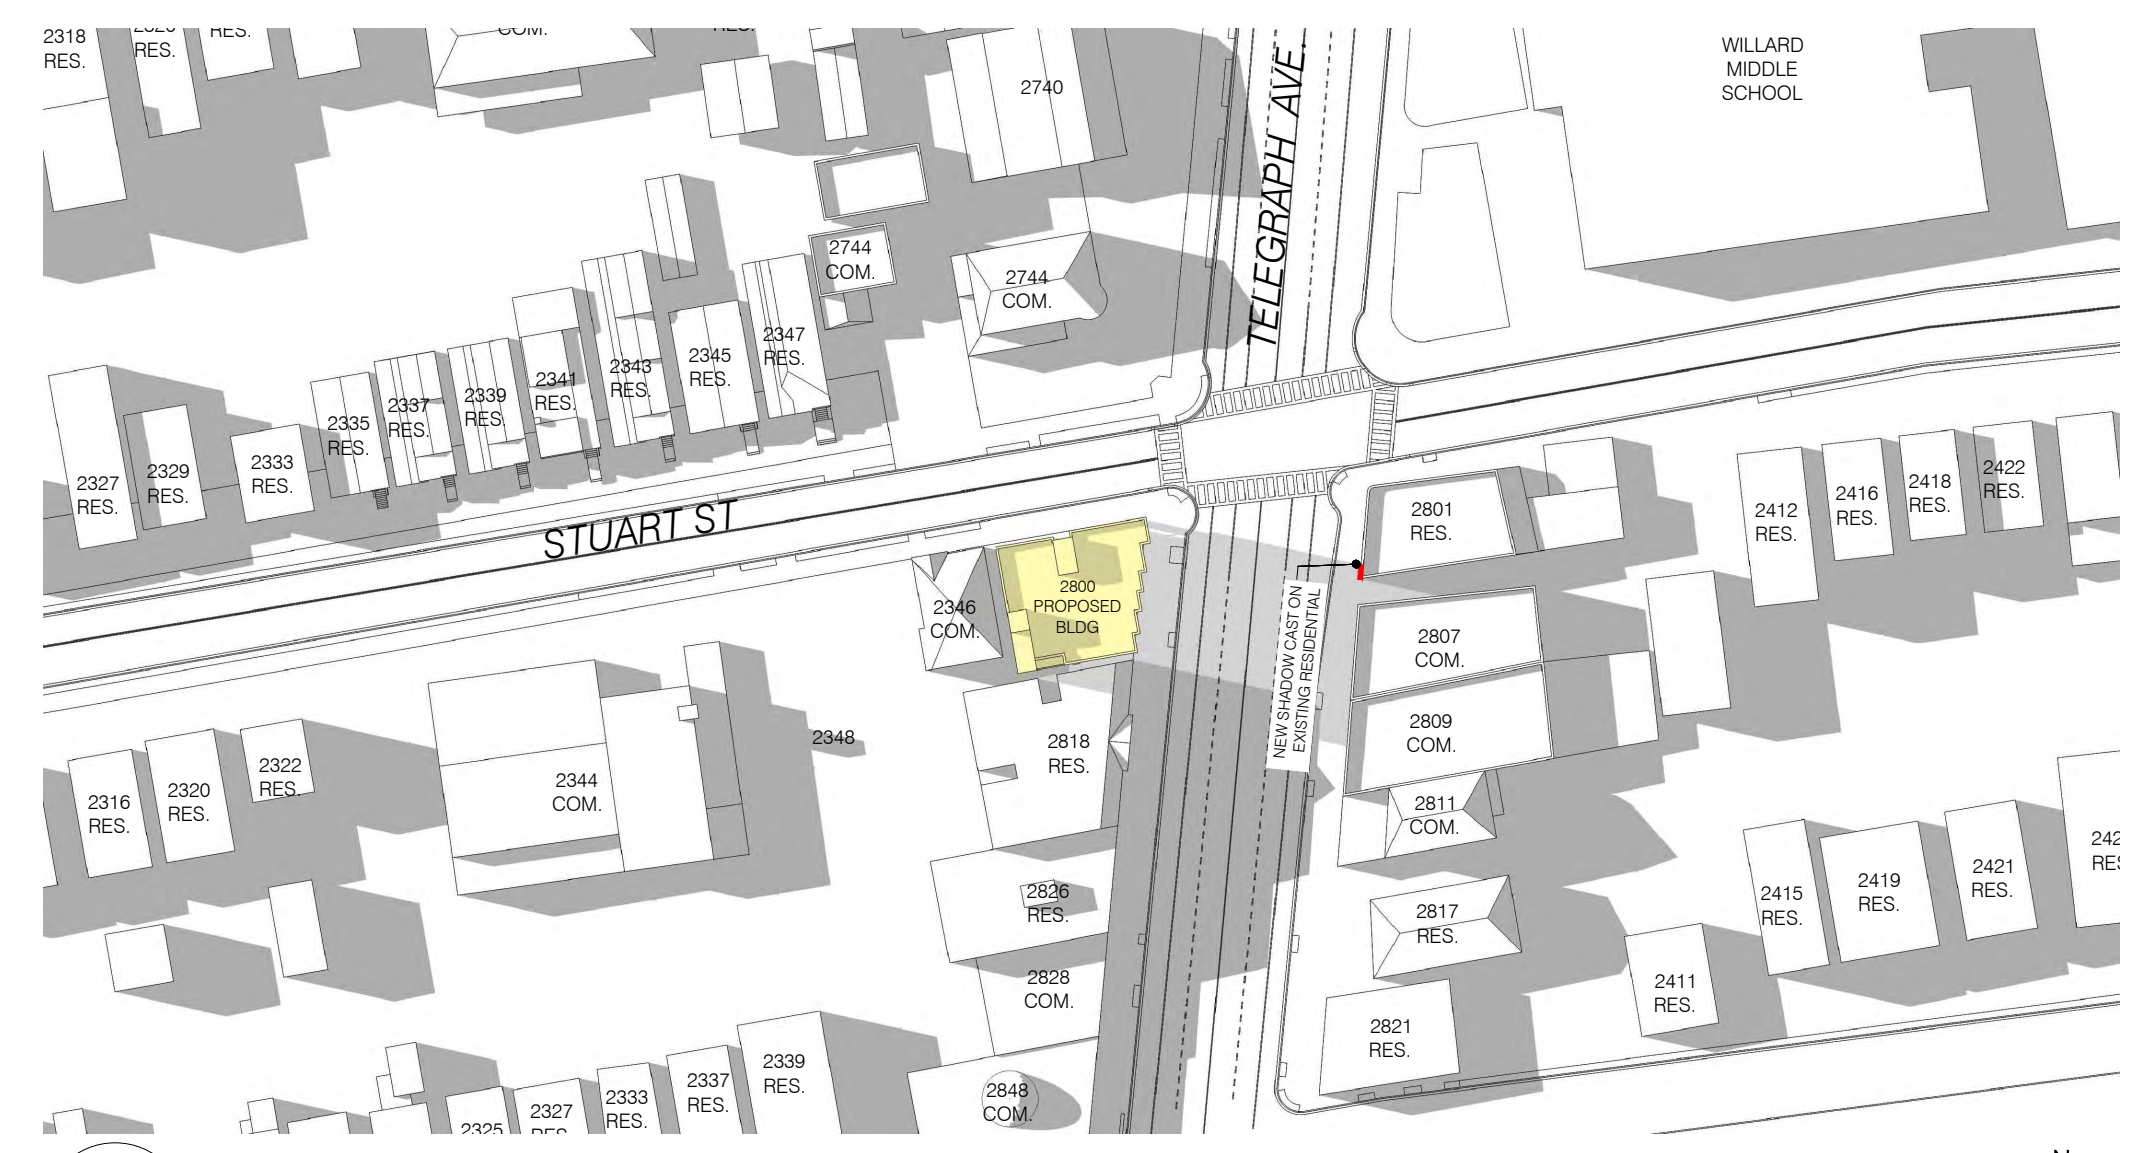 2318
RES.
RES.
RES.
COM.
2740
TELEGRAPH AVE.
WILLARD
MIDDLE
SCHOOL
2744
COM.
2744
COM.
2347
RES.
2345
RES.
2343
RES.
2341
RES.
2339
RES.
2337
RES.
2335
RES.
2333
RES.
2329
RES.
2327
RES.
STUART ST
2801
RES.
2412
RES.
2416
RES.
2418
RES.
2422
RES.
2346
COM.
2800
PROPOSED
BLDG
NEW SHADOW CAST ON
EXISTING RESIDENTIAL
2807
COM.
2809
COM.
2811
COM.
2818
RES.
2348
2344
COM.
2322
RES.
2320
RES.
2316
RES.
2826
RES.
2828
COM.
2817
RES.
2821
RES.
2411
RES.
2415
RES.
2419
RES.
2421
RES.
2339
RES.
2337
RES.
2333
RES.
2327
RES.
2325
2848
COM.